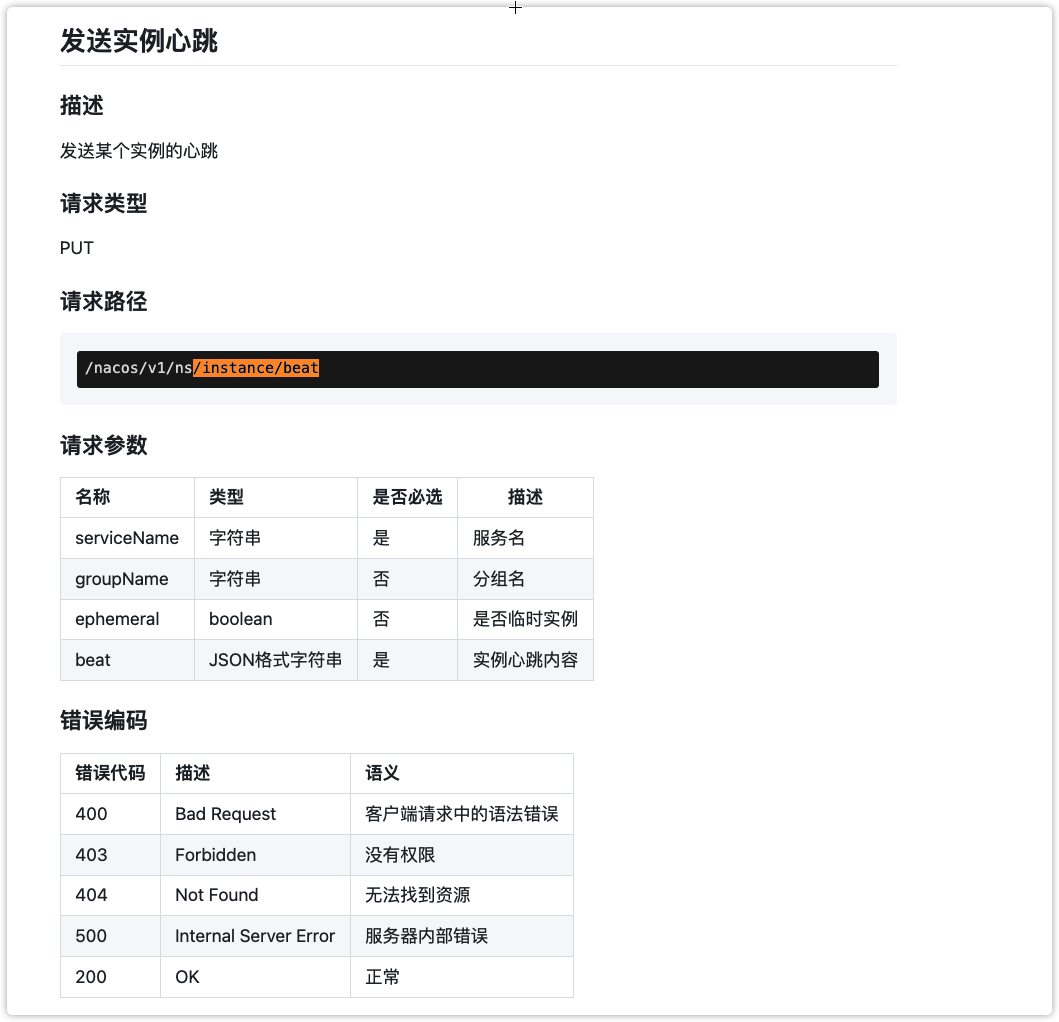 发送实例心跳
描述
发送某个实例的心跳
请求类型
PUT
请求路径
/nacos/v1/ns/instance/beat
请求参数
名称 类型 是否必选 描述
serviceName 字符串 是 服务名
groupName 字符串 否 分组名
ephemeral boolean 否 是否临时实例
beat JSON格式字符串 是 实例心跳内容
错误编码
错误代码 描述 语义
400 Bad Request 客户端请求中的语法错误
403 Forbidden 没有权限
404 Not Found 无法找到资源
500 Internal Server Error 服务器内部错误
200 OK 正常